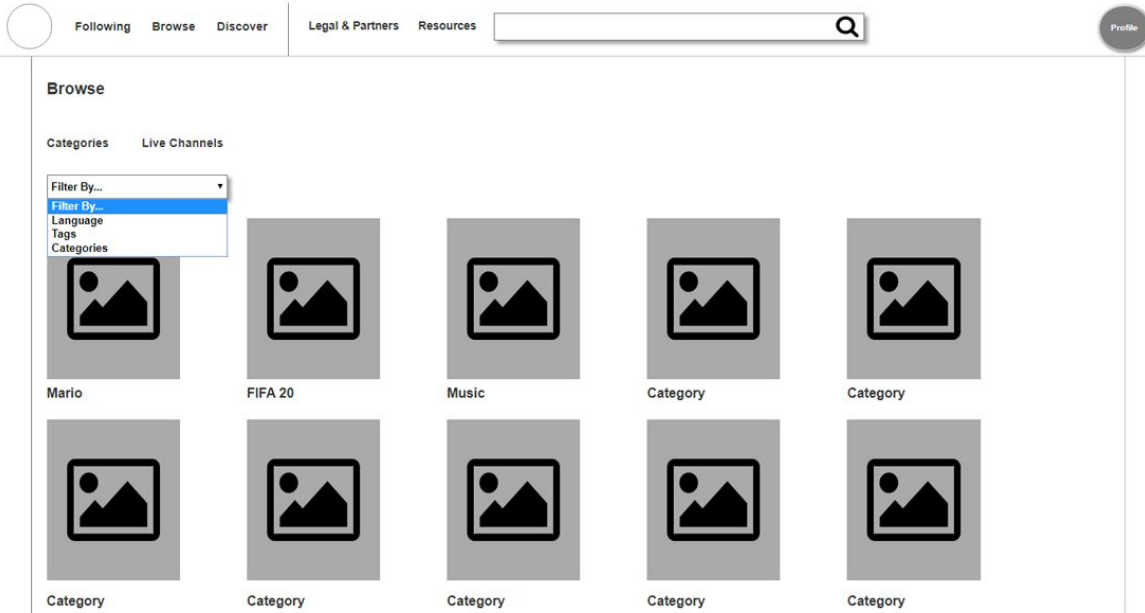 Following Browse Discover Legal & Partners Resources Profile
Browse
Categories Live Channels
Filter By...
Filter By...
Language
Tags
Categories
Mario FIFA 20 Music Category Category
Category Category Category Category Category